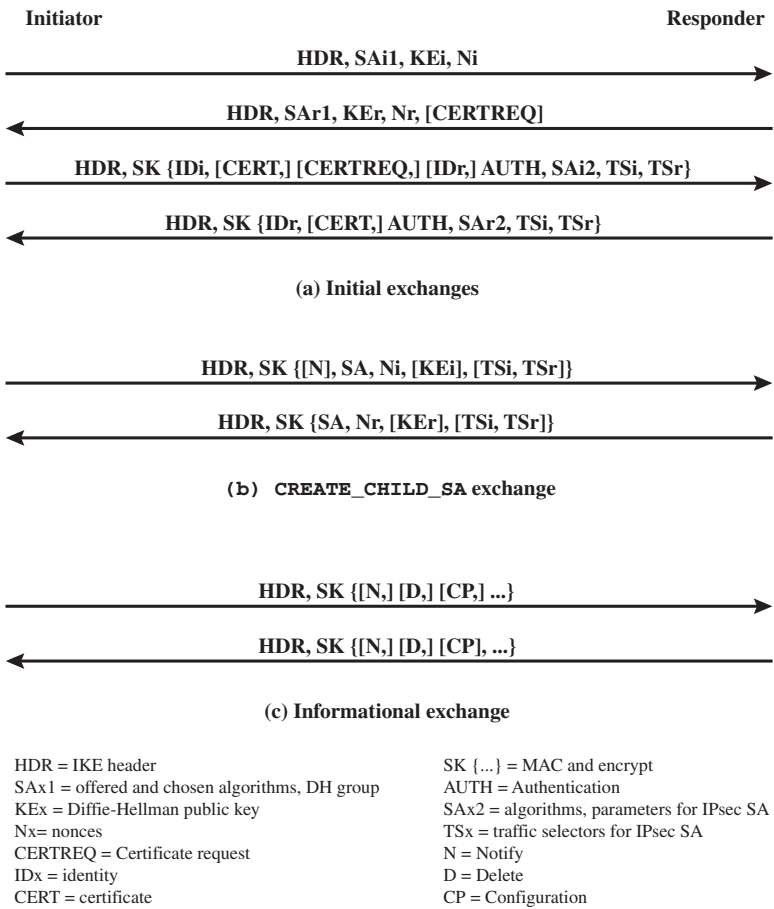 Initiator Responder
HDR, SAi1, KEi, Ni
HDR, SAr1, KEr, Nr, [CERTREQ]
HDR, SK {IDi, [CERT,] [CERTREQ,] [IDr,] AUTH, SAi2, TSi, TSr}
HDR, SK {IDr, [CERT,] AUTH, SAr2, TSi, TSr}
(a) Initial exchanges
HDR, SK {[N], SA, Ni, [KEi], [TSi, TSr]}
HDR, SK {SA, Nr, [KEr], [TSi, TSr]}
(b) CREATE_CHILD_SA exchange
HDR, SK {[N,] [D,] [CP,] ...}
HDR, SK {[N,] [D,] [CP], ...}
(c) Informational exchange
HDR = IKE header
SAx1 = offered and chosen algorithms, DH group
KEx = Diffie-Hellman public key
Nx= nonces
CERTREQ = Certificate request
IDx = identity
CERT = certificate
SK {...} = MAC and encrypt
AUTH = Authentication
SAx2 = algorithms, parameters for IPsec SA
TSx = traffic selectors for IPsec SA
N = Notify
D = Delete
CP = Configuration